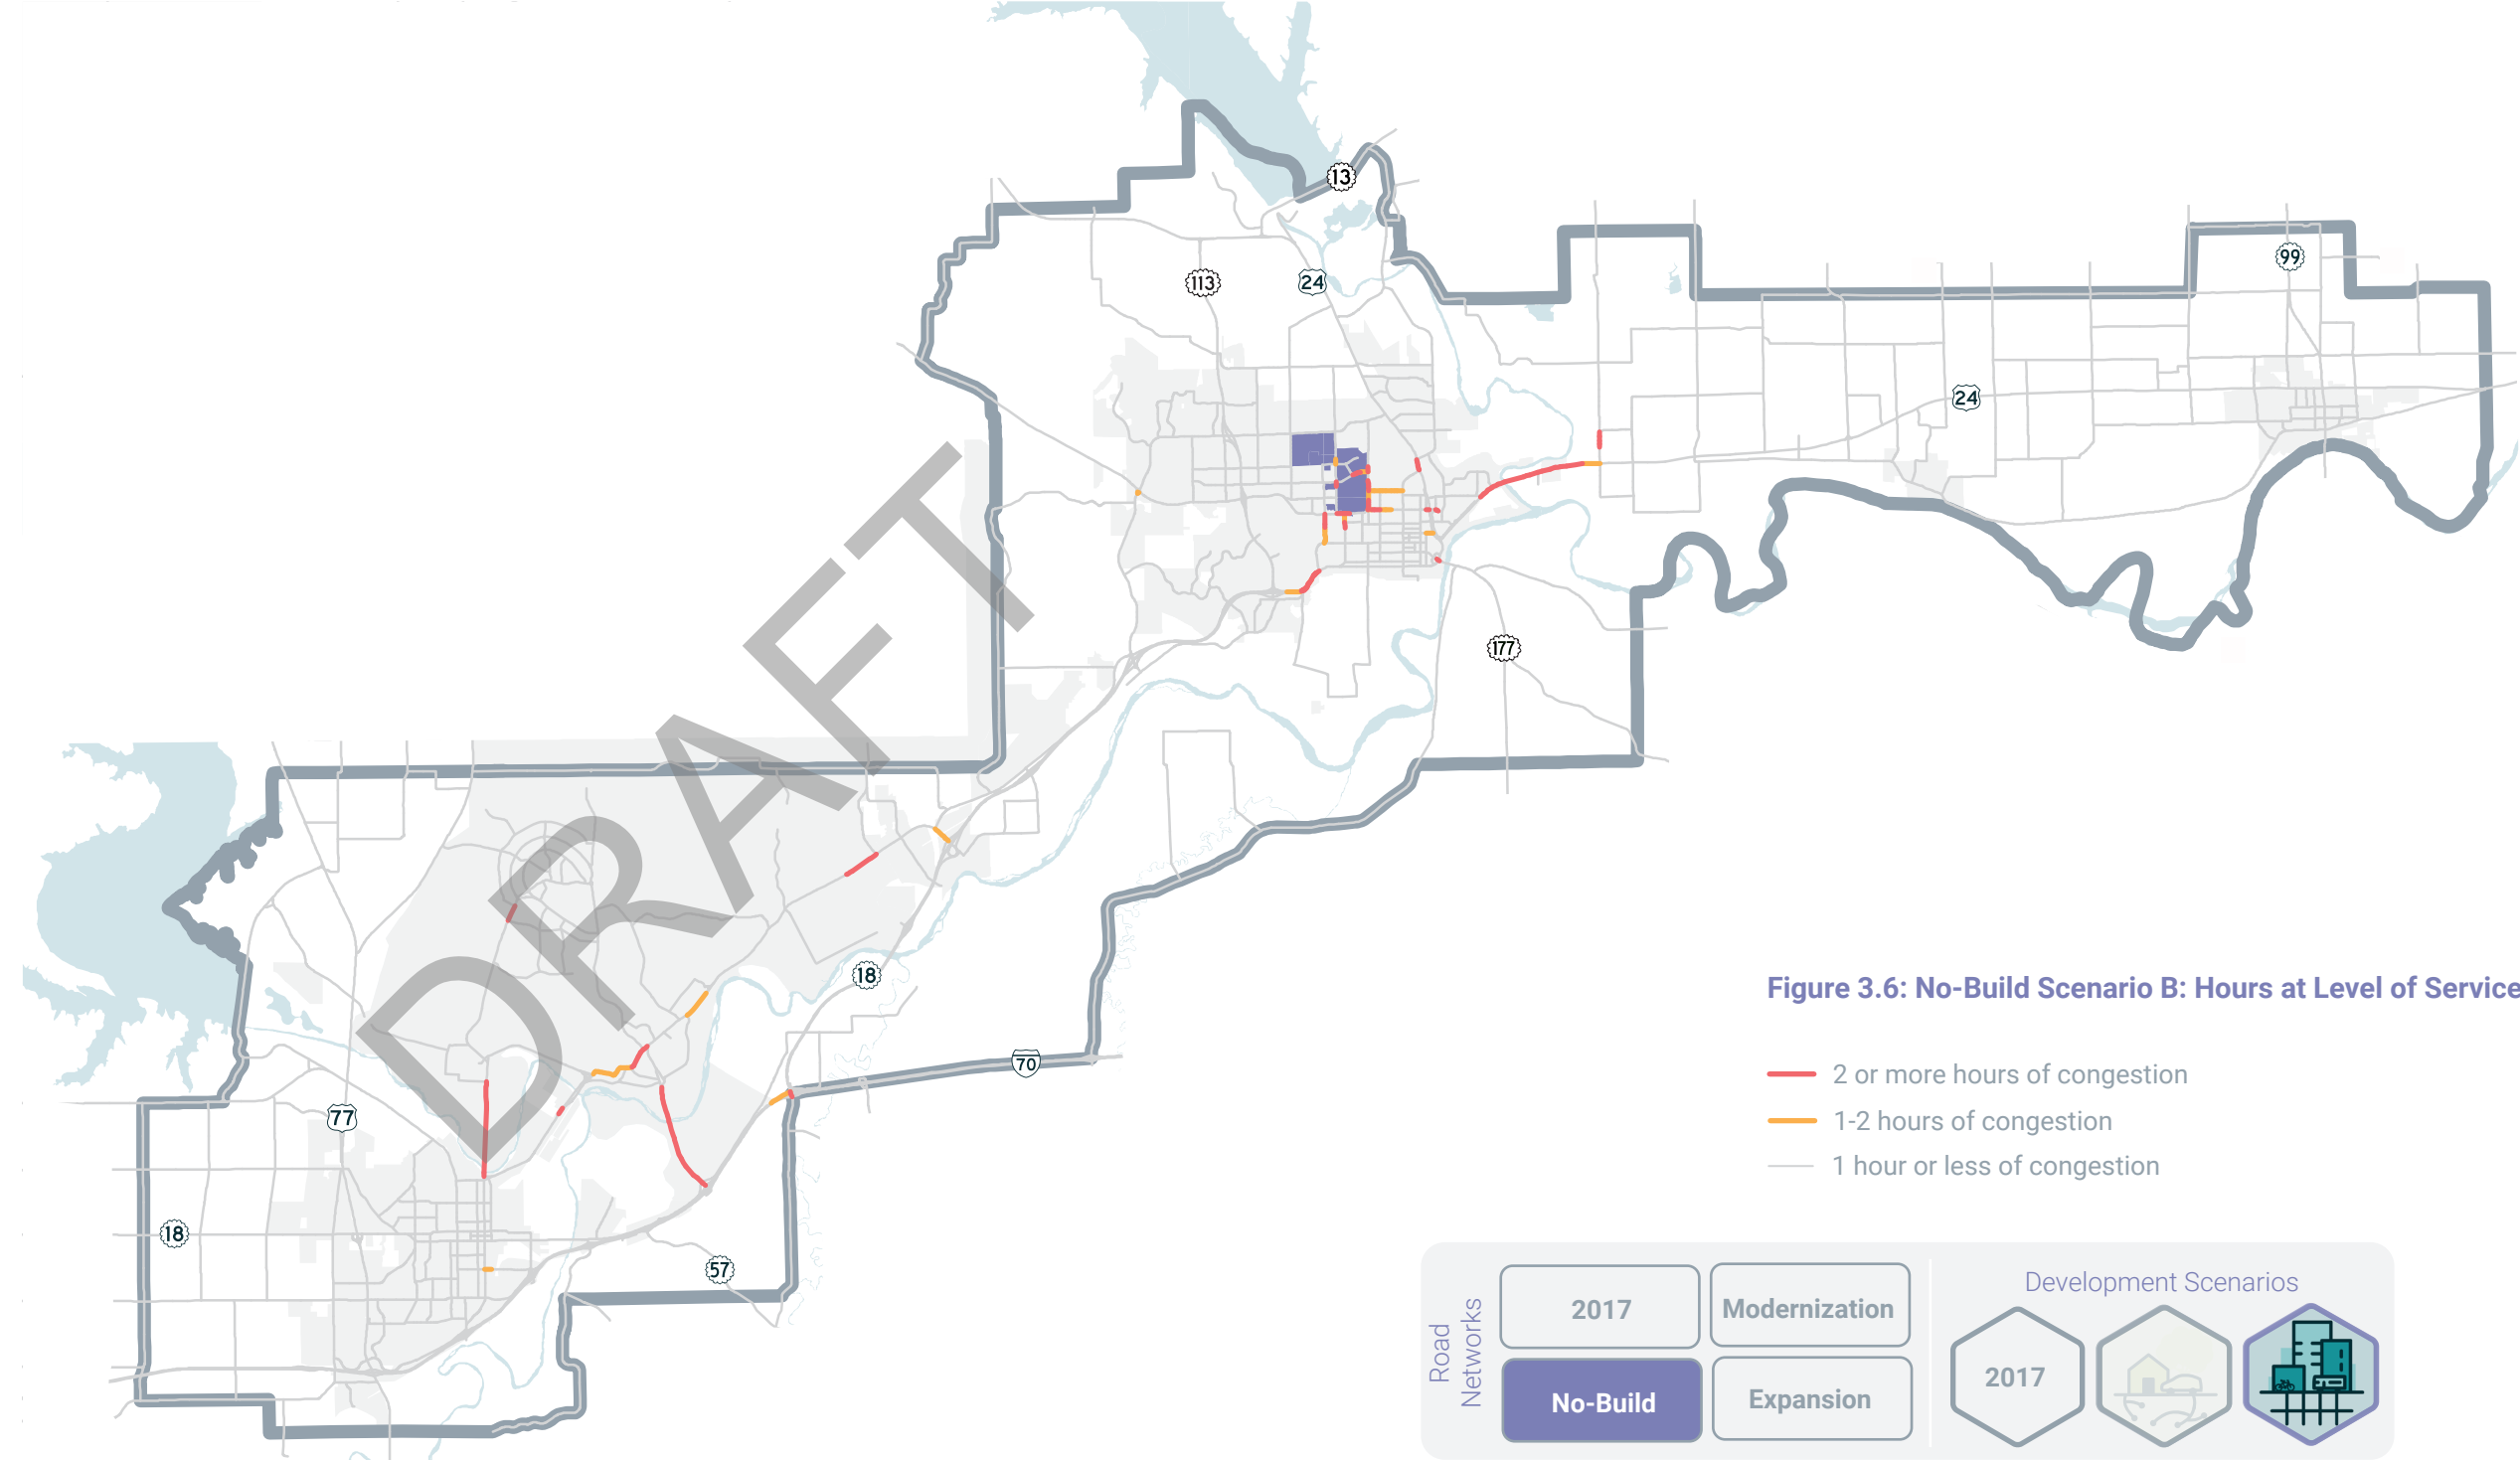 13
113
24
99
24
177
DRAFT
18
70
77
18
57
Figure 3.6: No-Build Scenario B: Hours at Level of Service
2 or more hours of congestion
1-2 hours of congestion
1 hour or less of congestion
Road
Networks
2017
Modernization
No-Build
Expansion
Development Scenarios
2017